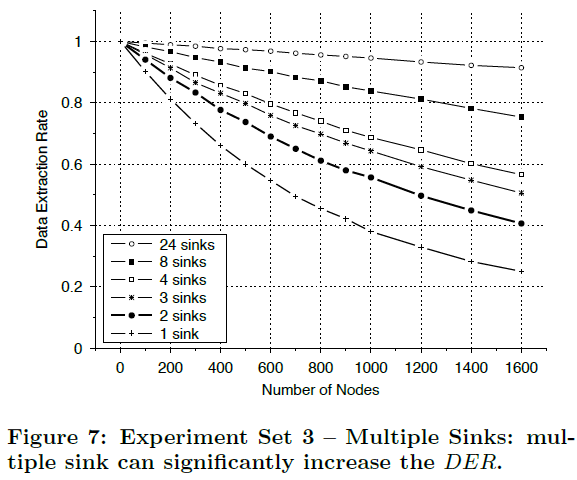 1
0.8
0.6
0.4
0.2
0
Data Extraction Rate
24 sinks
8 sinks
4 sinks
3 sinks
2 sinks
1 sink
0 200 400 600 800 1000 1200 1400 1600
Number of Nodes
Figure 7: Experiment Set 3 – Multiple Sinks: mul-
tiple sink can significantly increase the DER.